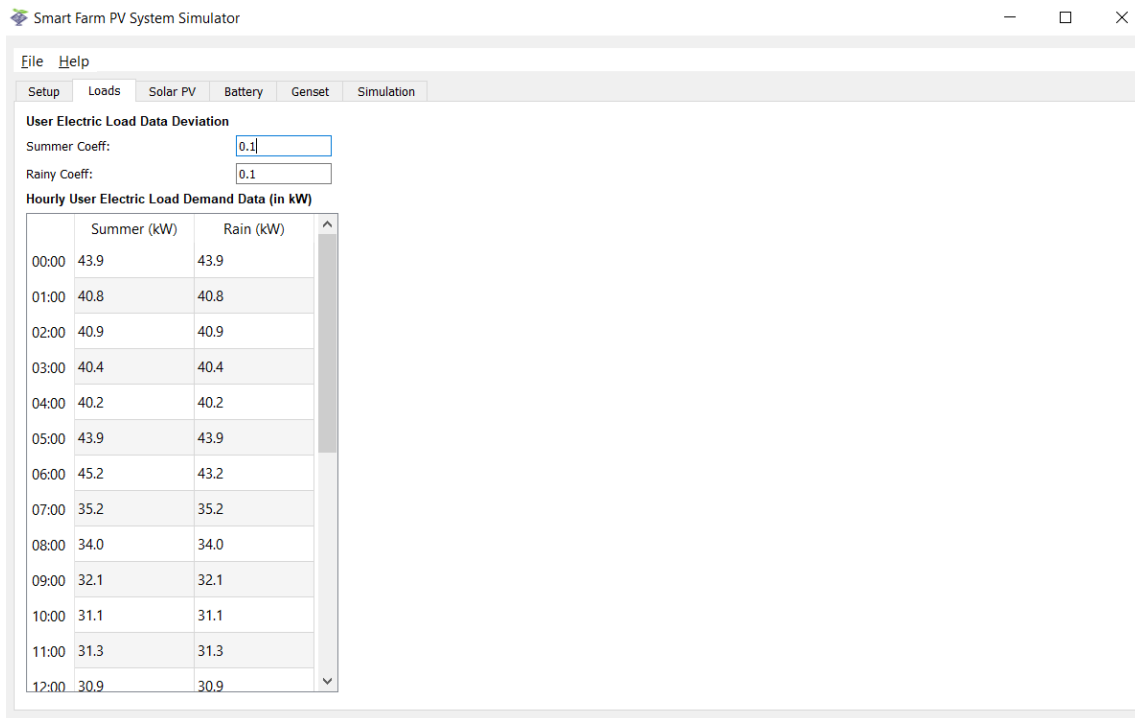 Smart Farm PV System Simulator
File Help
Setup Loads Solar PV Battery Genset Simulation
User Electric Load Data Deviation
Summer Coeff: 0.1
Rainy Coeff: 0.1
Hourly User Electric Load Demand Data (in kW)
Summer (kW) Rain (kW)
00:00 43.9 43.9
01:00 40.8 40.8
02:00 40.9 40.9
03:00 40.4 40.4
04:00 40.2 40.2
05:00 43.9 43.9
06:00 45.2 43.2
07:00 35.2 35.2
08:00 34.0 34.0
09:00 32.1 32.1
10:00 31.1 31.1
11:00 31.3 31.3
12:00 30.9 30.9